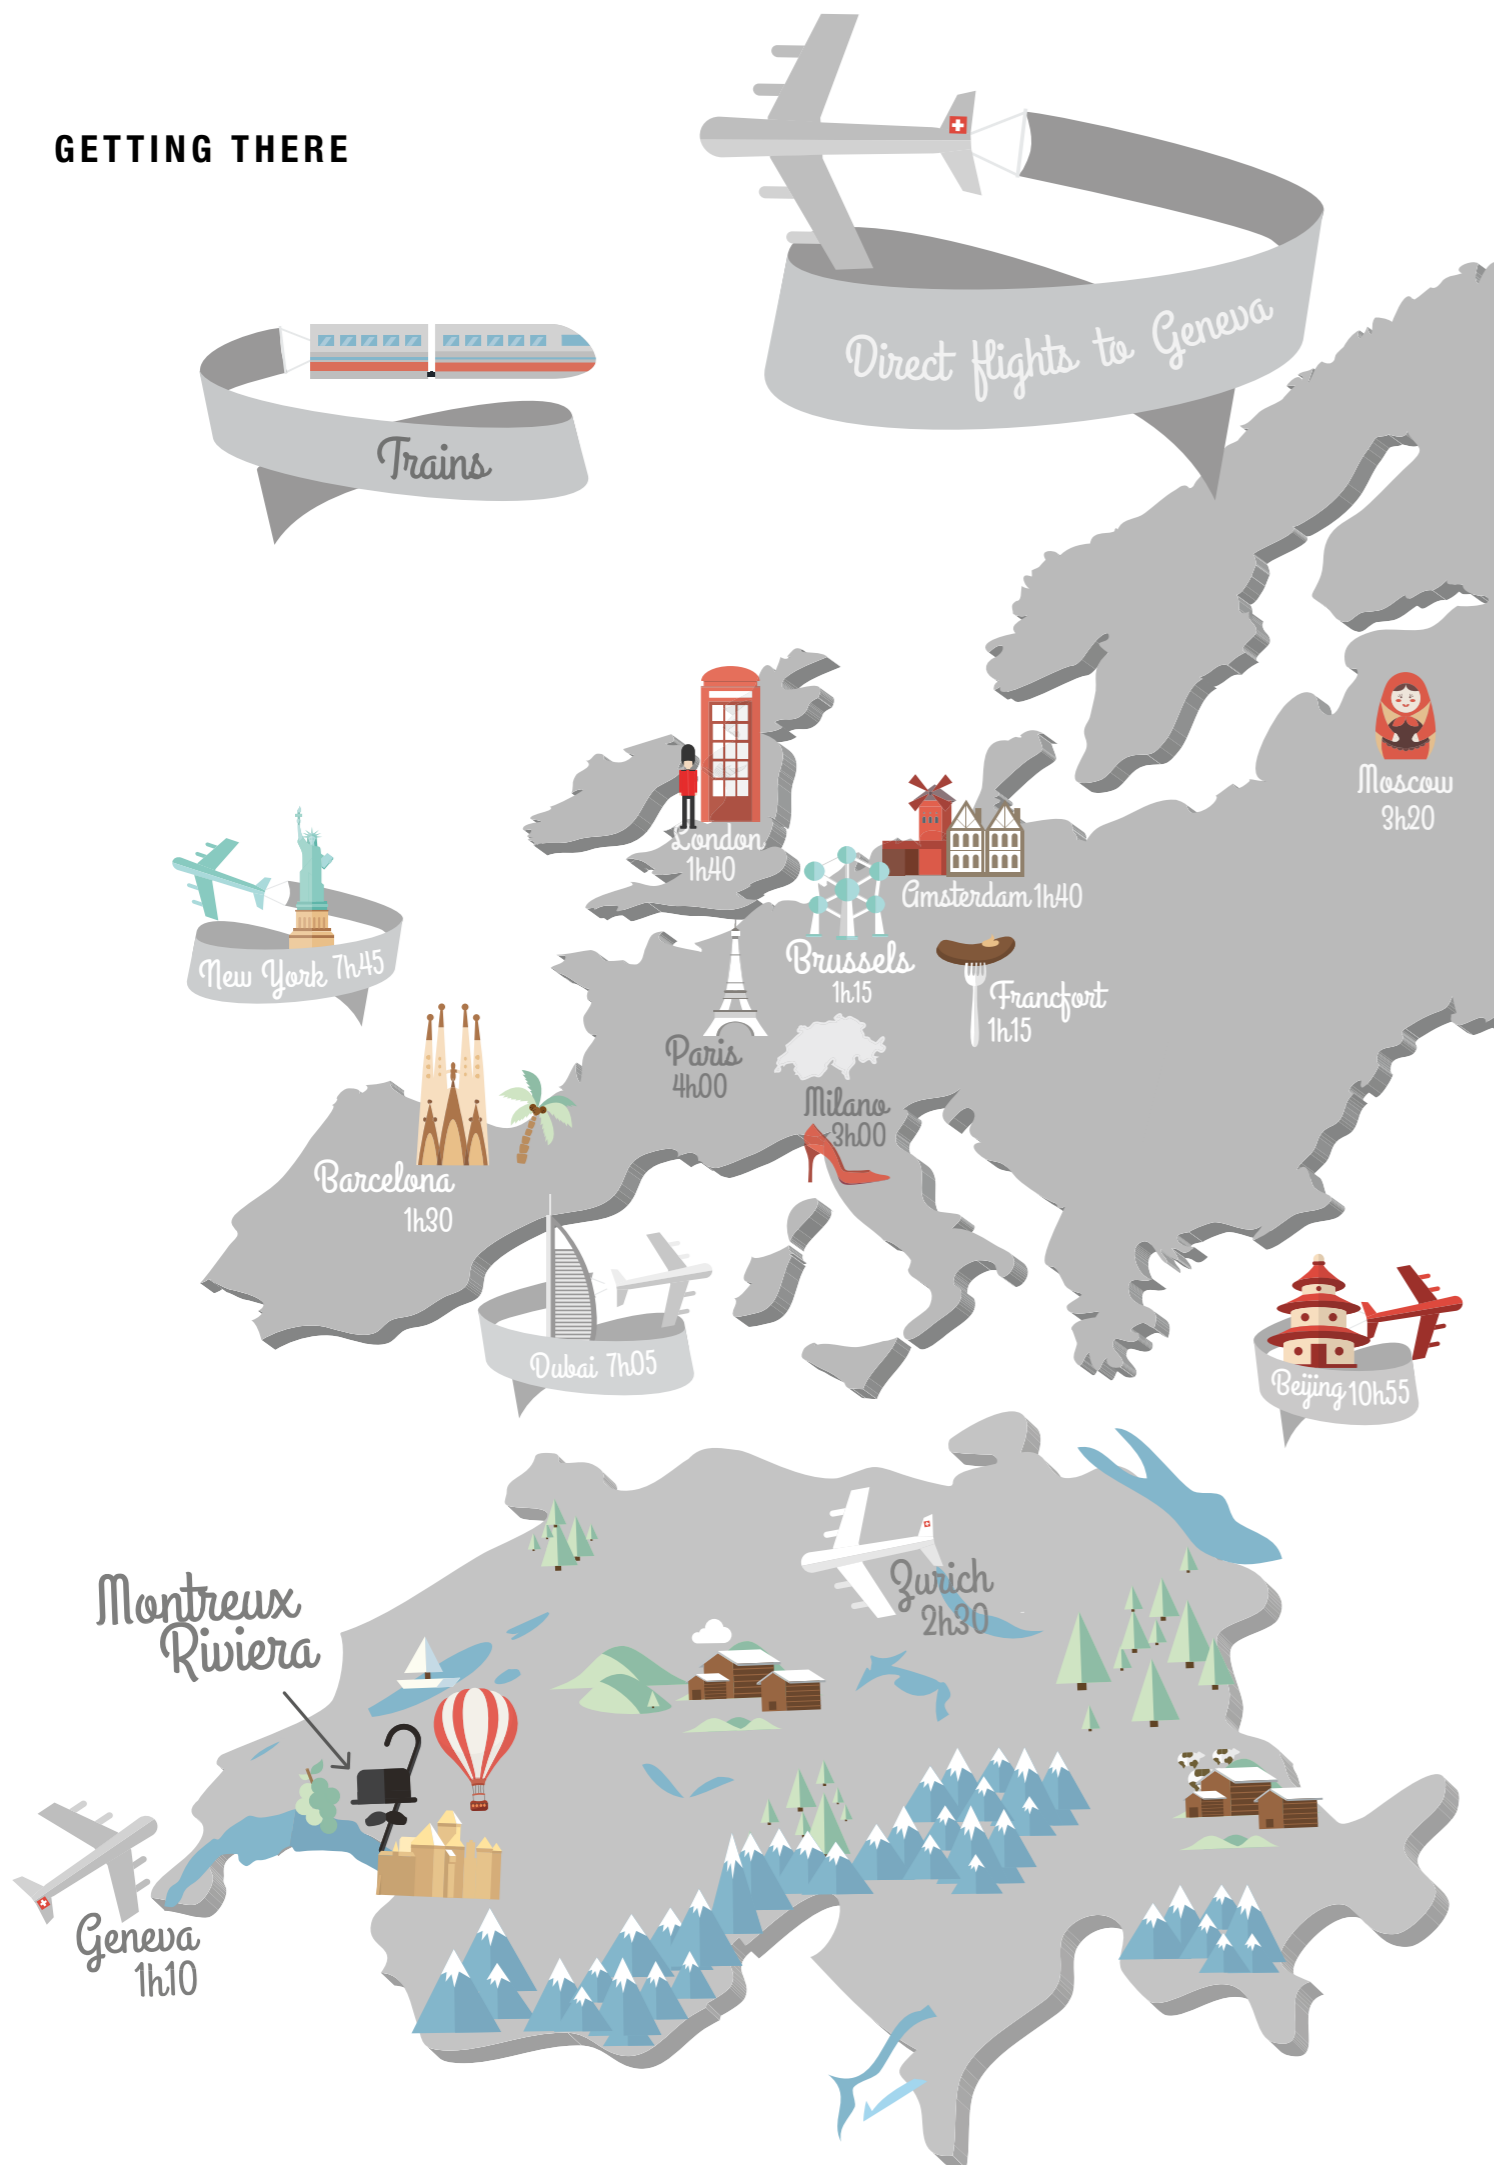 GETTING THERE
Direct flights to Geneva
Trains
Moscow
3h20
London
1h40
Amsterdam 1h40
New York 7h45
Brussels
1h15
Francfort
1h15
Paris
4h00
Milano
3h00
Barcelona
1h30
Dubai 7h05
Beijing 10h55
Zurich
2h30
Montreux
Riviera
Geneva
1h10